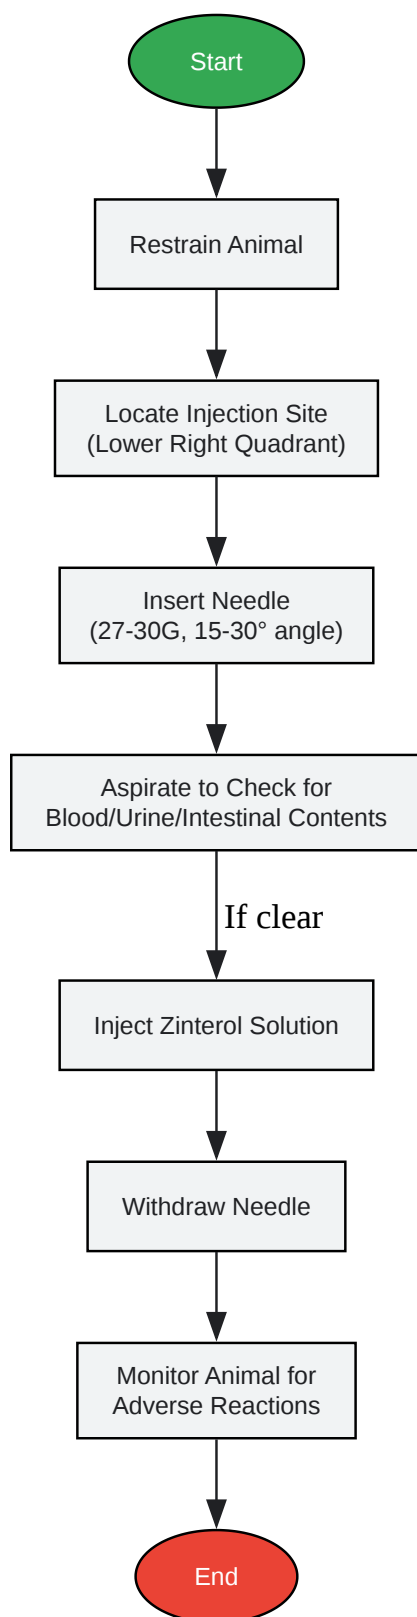 Start
Restrain Animal
Locate Injection Site
(Lower Right Quadrant)
Insert Needle
(27-30G, 15-30° angle)
Aspirate to Check for
Blood/Urine/Intestinal Contents
If clear
Inject Zinterol Solution
Withdraw Needle
Monitor Animal for
Adverse Reactions
End